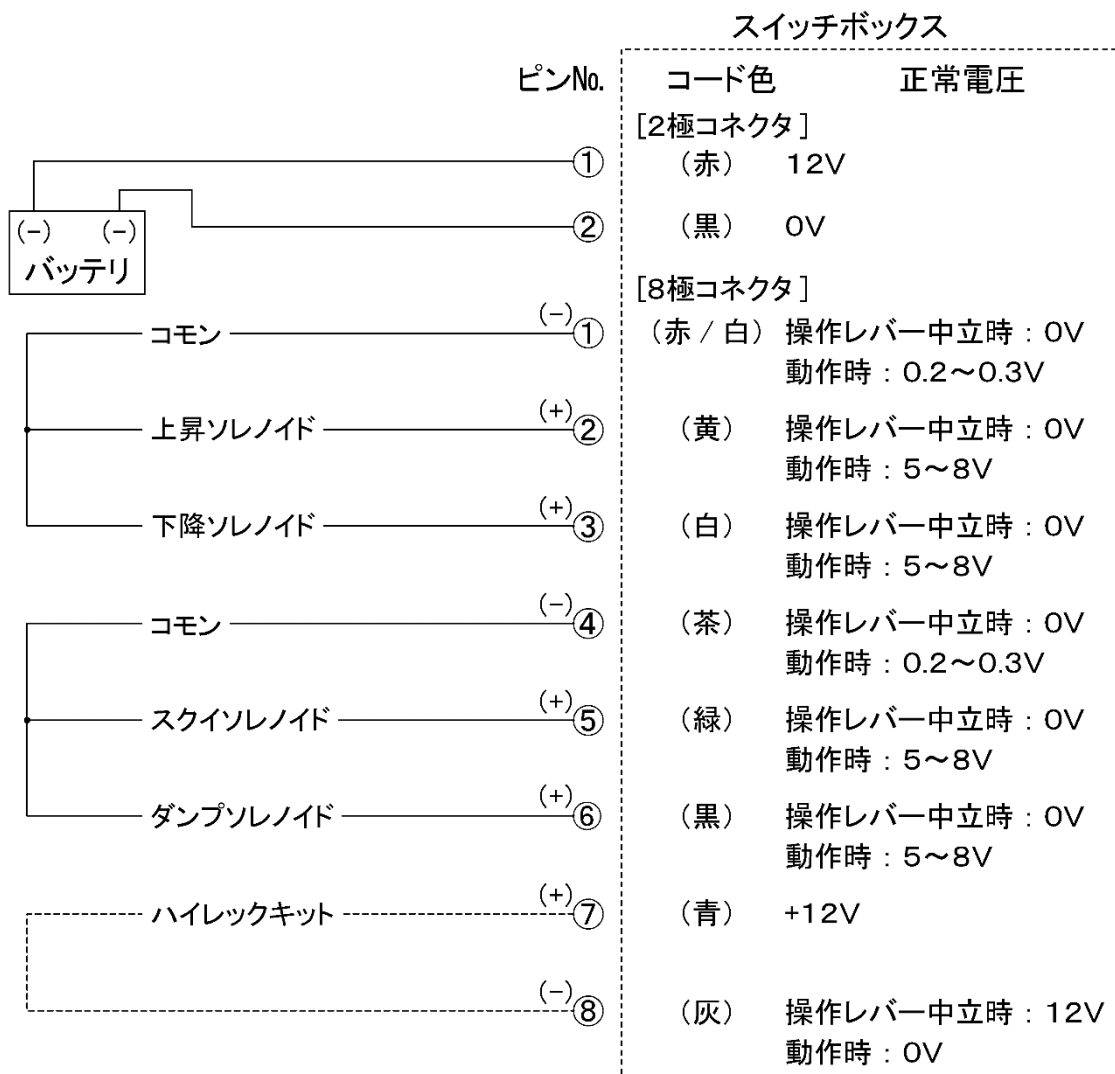 スイッチボックス
ピンNo. コード色 正常電圧
[2極コネクタ]
① （赤） 12V
② （黒） 0V
(-) (-)
バッテリ
[8極コネクタ]
コモン (-)① （赤 / 白） 操作レバー中立時 : 0V
動作時 : 0.2～0.3V
上昇ソレノイド (+)② （黄） 操作レバー中立時 : 0V
動作時 : 5～8V
下降ソレノイド (+)③ （白） 操作レバー中立時 : 0V
動作時 : 5～8V
コモン (-)④ （茶） 操作レバー中立時 : 0V
動作時 : 0.2～0.3V
スクイソレノイド (+)⑤ （緑） 操作レバー中立時 : 0V
動作時 : 5～8V
ダンプソレノイド (+)⑥ （黒） 操作レバー中立時 : 0V
動作時 : 5～8V
ハイレックキット (+)⑦ （青） +12V
(-)⑧ （灰） 操作レバー中立時 : 12V
動作時 : 0V